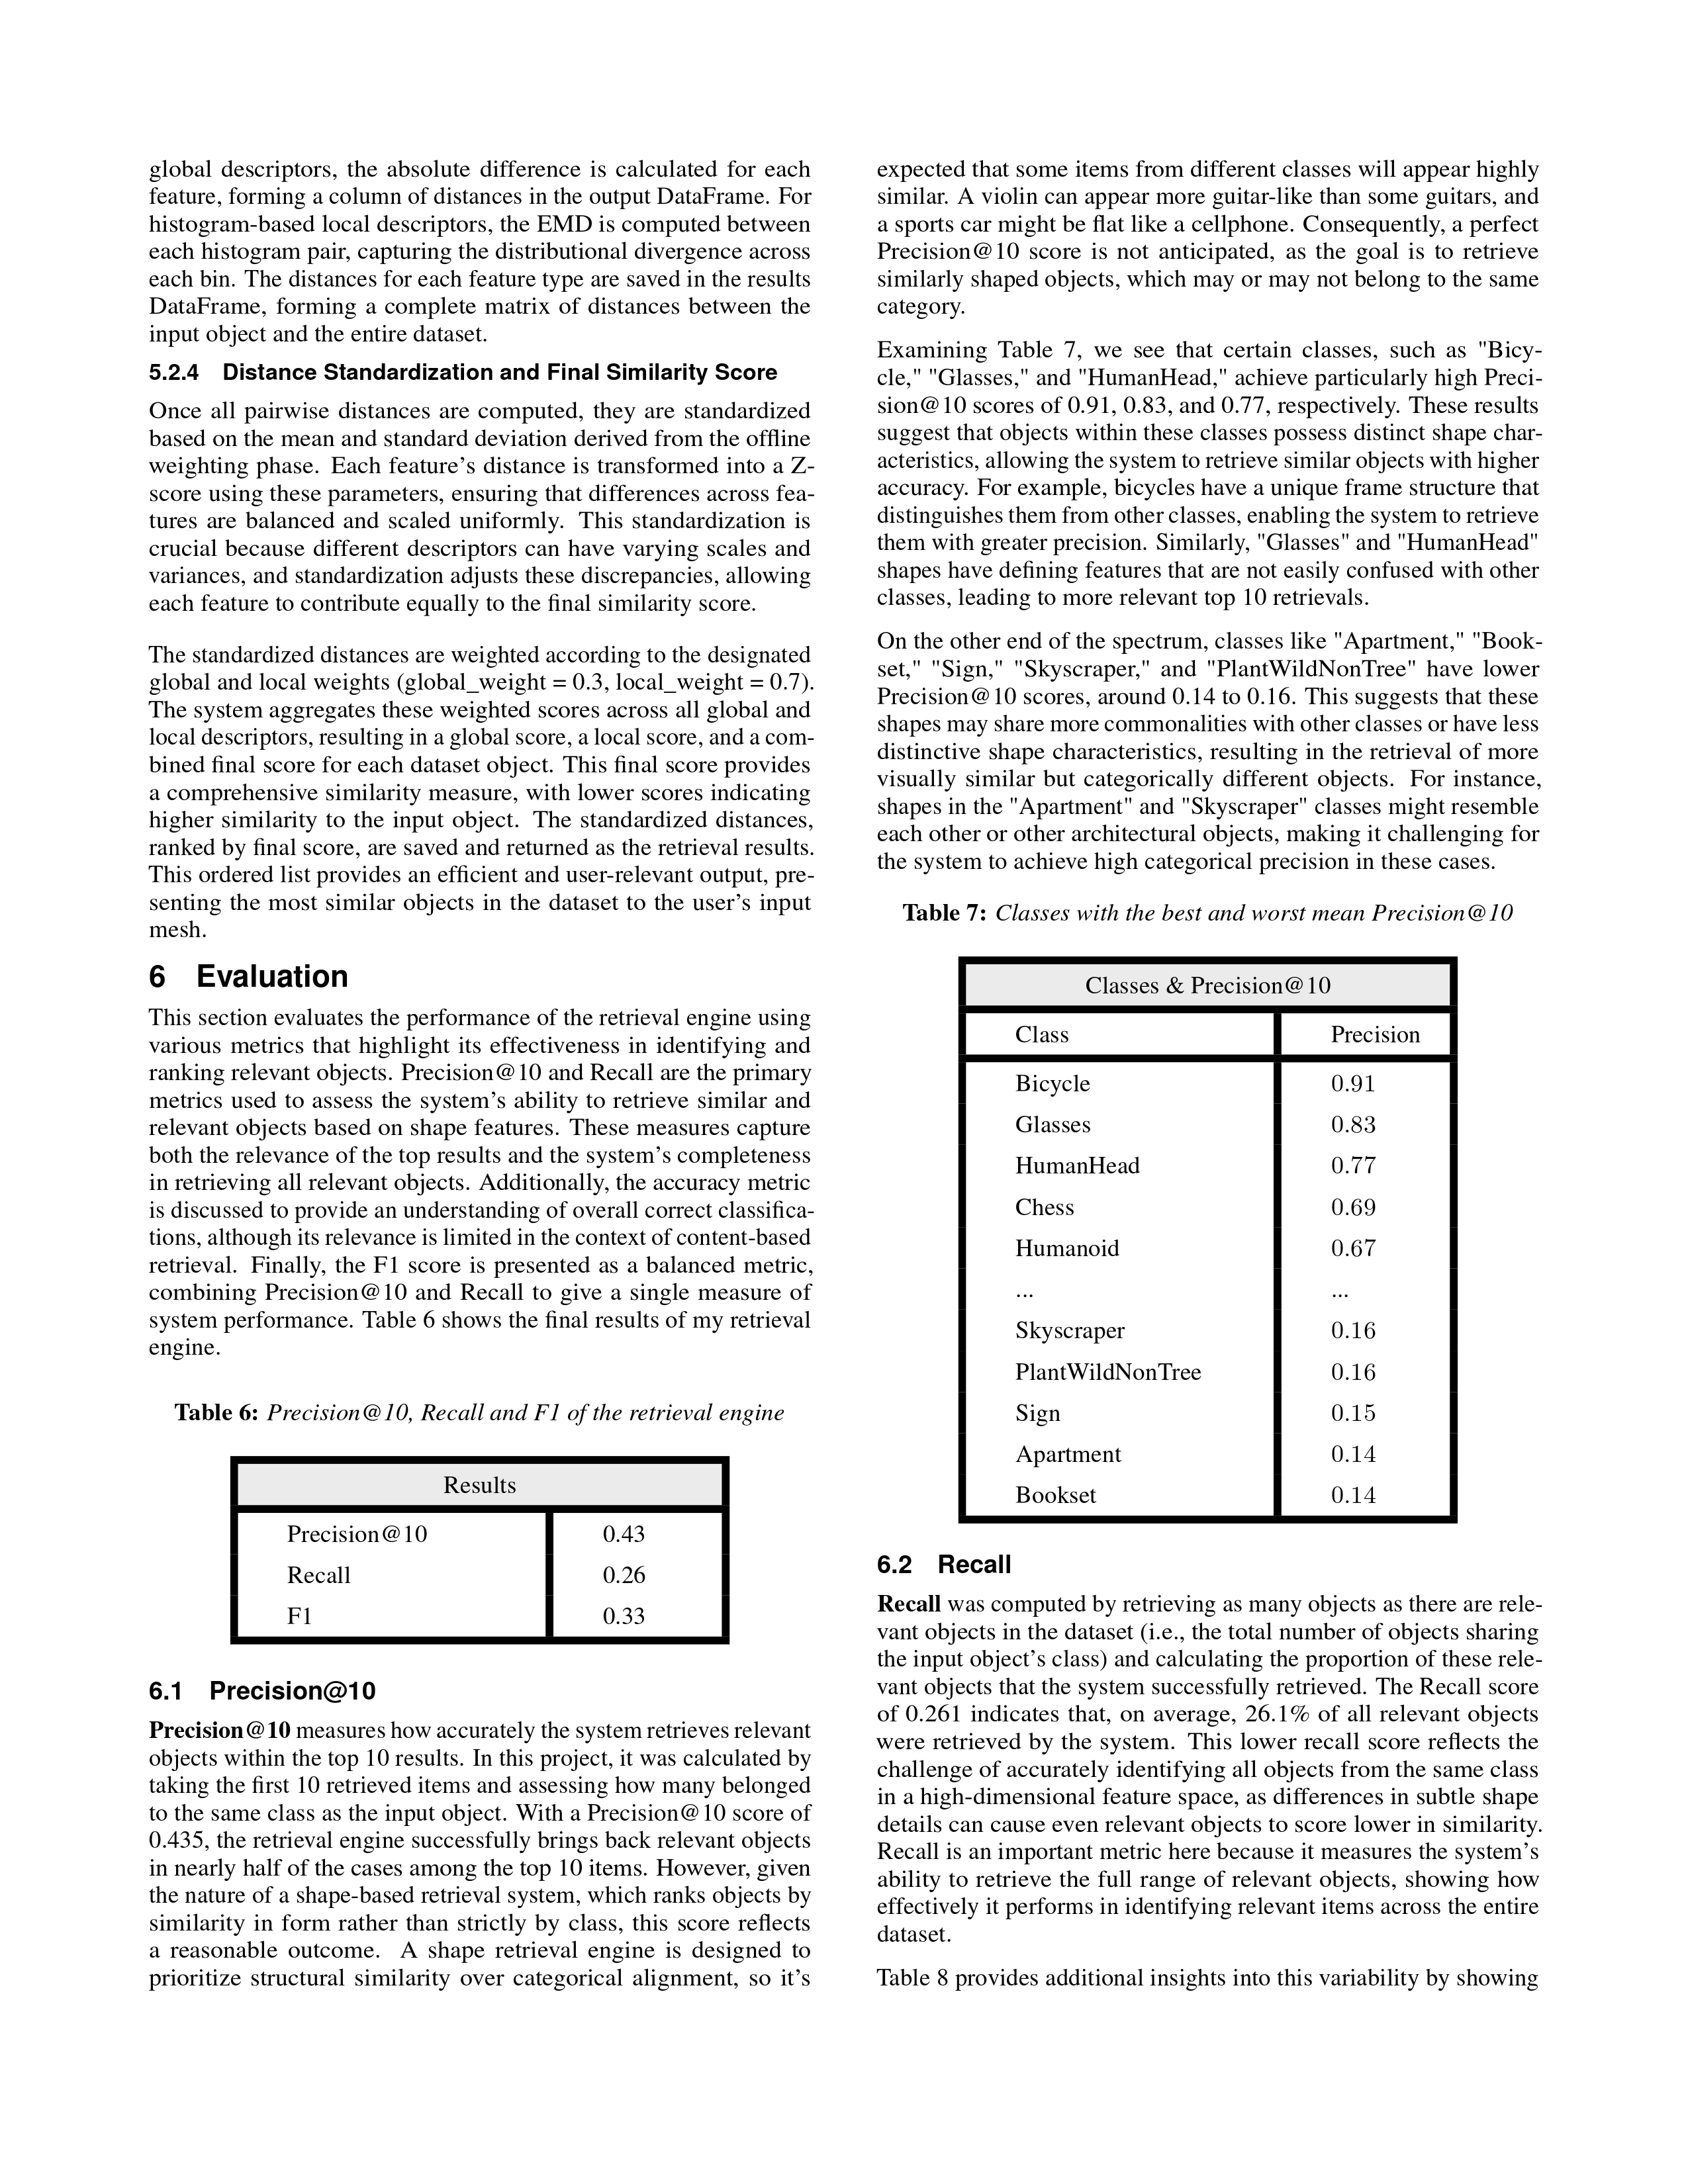 global descriptors, the absolute difference is calculated for each
feature, forming a column of distances in the output DataFrame. For
histogram-based local descriptors, the EMD is computed between
each histogram pair, capturing the distributional divergence across
each bin. The distances for each feature type are saved in the results
DataFrame, forming a complete matrix of distances between the
input object and the entire dataset.
5.2.4 Distance Standardization and Final Similarity Score
Once all pairwise distances are computed, they are standardized
based on the mean and standard deviation derived from the offline
weighting phase. Each feature's distance is transformed into a Z-
score using these parameters, ensuring that differences across fea-
tures are balanced and scaled uniformly. This standardization is
crucial because different descriptors can have varying scales and
variances, and standardization adjusts these discrepancies, allowing
each feature to contribute equally to the final similarity score.
The standardized distances are weighted according to the designated
global and local weights (global_weight = 0.3, local_weight = 0.7).
The system aggregates these weighted scores across all global and
local descriptors, resulting in a global score, a local score, and a com-
bined final score for each dataset object. This final score provides
a comprehensive similarity measure, with lower scores indicating
higher similarity to the input object. The standardized distances,
ranked by final score, are saved and returned as the retrieval results.
This ordered list provides an efficient and user-relevant output, pre-
senting the most similar objects in the dataset to the user's input
mesh.
6 Evaluation
This section evaluates the performance of the retrieval engine using
various metrics that highlight its effectiveness in identifying and
ranking relevant objects. Precision@10 and Recall are the primary
metrics used to assess the system's ability to retrieve similar and
relevant objects based on shape features. These measures capture
both the relevance of the top results and the system's completeness
in retrieving all relevant objects. Additionally, the accuracy metric
is discussed to provide an understanding of overall correct classifica-
tions, although its relevance is limited in the context of content-based
retrieval. Finally, the F1 score is presented as a balanced metric,
combining Precision@10 and Recall to give a single measure of
system performance. Table 6 shows the final results of my retrieval
engine.
Table 6: Precision@10, Recall and F1 of the retrieval engine
Results
Precision@10 0.43
Recall 0.26
F1 0.33
6.1 Precision@10
Precision@10 measures how accurately the system retrieves relevant
objects within the top 10 results. In this project, it was calculated by
taking the first 10 retrieved items and assessing how many belonged
to the same class as the input object. With a Precision@10 score of
0.435, the retrieval engine successfully brings back relevant objects
in nearly half of the cases among the top 10 items. However, given
the nature of a shape-based retrieval system, which ranks objects by
similarity in form rather than strictly by class, this score reflects
a reasonable outcome. A shape retrieval engine is designed to
prioritize structural similarity over categorical alignment, so it's
expected that some items from different classes will appear highly
similar. A violin can appear more guitar-like than some guitars, and
a sports car might be flat like a cellphone. Consequently, a perfect
Precision@10 score is not anticipated, as the goal is to retrieve
similarly shaped objects, which may or may not belong to the same
category.
Examining Table 7, we see that certain classes, such as "Bicy-
cle," "Glasses," and "HumanHead," achieve particularly high Preci-
sion@10 scores of 0.91, 0.83, and 0.77, respectively. These results
suggest that objects within these classes possess distinct shape char-
acteristics, allowing the system to retrieve similar objects with higher
accuracy. For example, bicycles have a unique frame structure that
distinguishes them from other classes, enabling the system to retrieve
them with greater precision. Similarly, "Glasses" and "HumanHead"
shapes have defining features that are not easily confused with other
classes, leading to more relevant top 10 retrievals.
On the other end of the spectrum, classes like "Apartment," "Book-
set," "Sign," "Skyscraper," and "PlantWildNonTree" have lower
Precision@10 scores, around 0.14 to 0.16. This suggests that these
shapes may share more commonalities with other classes or have less
distinctive shape characteristics, resulting in the retrieval of more
visually similar but categorically different objects. For instance,
shapes in the "Apartment" and "Skyscraper" classes might resemble
each other or other architectural objects, making it challenging for
the system to achieve high categorical precision in these cases.
Table 7: Classes with the best and worst mean Precision@10
Classes & Precision@10
Class Precision
Bicycle 0.91
Glasses 0.83
HumanHead 0.77
Chess 0.69
Humanoid 0.67
... ...
Skyscraper 0.16
PlantWildNonTree 0.16
Sign 0.15
Apartment 0.14
Bookset 0.14
6.2 Recall
Recall was computed by retrieving as many objects as there are rele-
vant objects in the dataset (i.e., the total number of objects sharing
the input object's class) and calculating the proportion of these rele-
vant objects that the system successfully retrieved. The Recall score
of 0.261 indicates that, on average, 26.1% of all relevant objects
were retrieved by the system. This lower recall score reflects the
challenge of accurately identifying all objects from the same class
in a high-dimensional feature space, as differences in subtle shape
details can cause even relevant objects to score lower in similarity.
Recall is an important metric here because it measures the system's
ability to retrieve the full range of relevant objects, showing how
effectively it performs in identifying relevant items across the entire
dataset.
Table 8 provides additional insights into this variability by showing